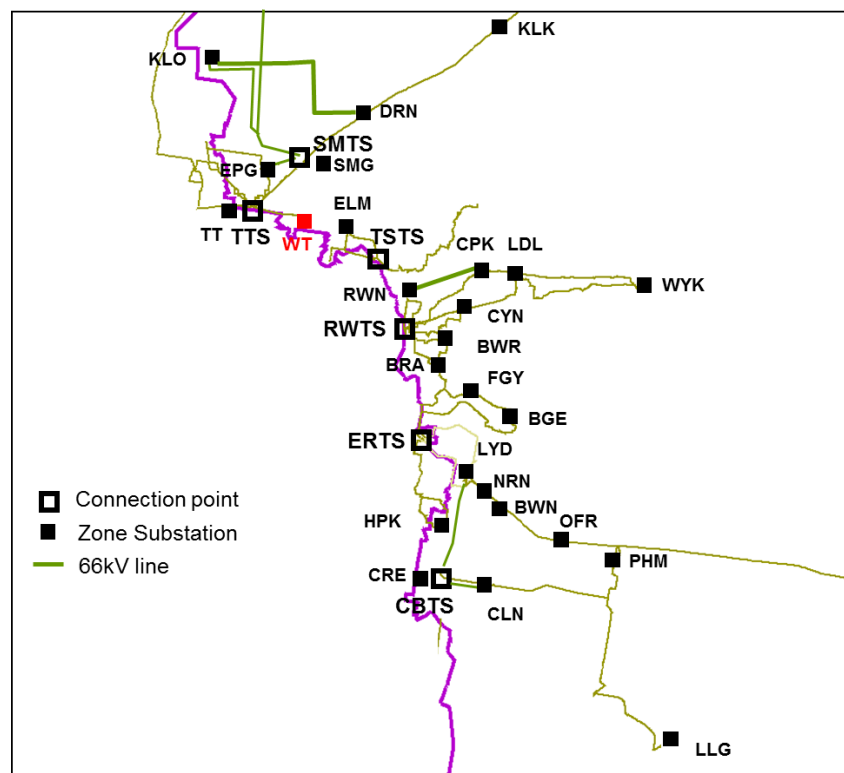 KLK
KLO
DRN
SMTS
EPG
SMG
ELM
TT
TTS
WT
TSTS
CPK
LDL
RWN
WYK
CYN
RWTS
BWR
BRA
FGY
BGE
ERTS
LYD
NRN
Connection point
BWN
Zone Substation
HPK
OFR
66kV line
PHM
CRE
CBTS
CLN
LLG